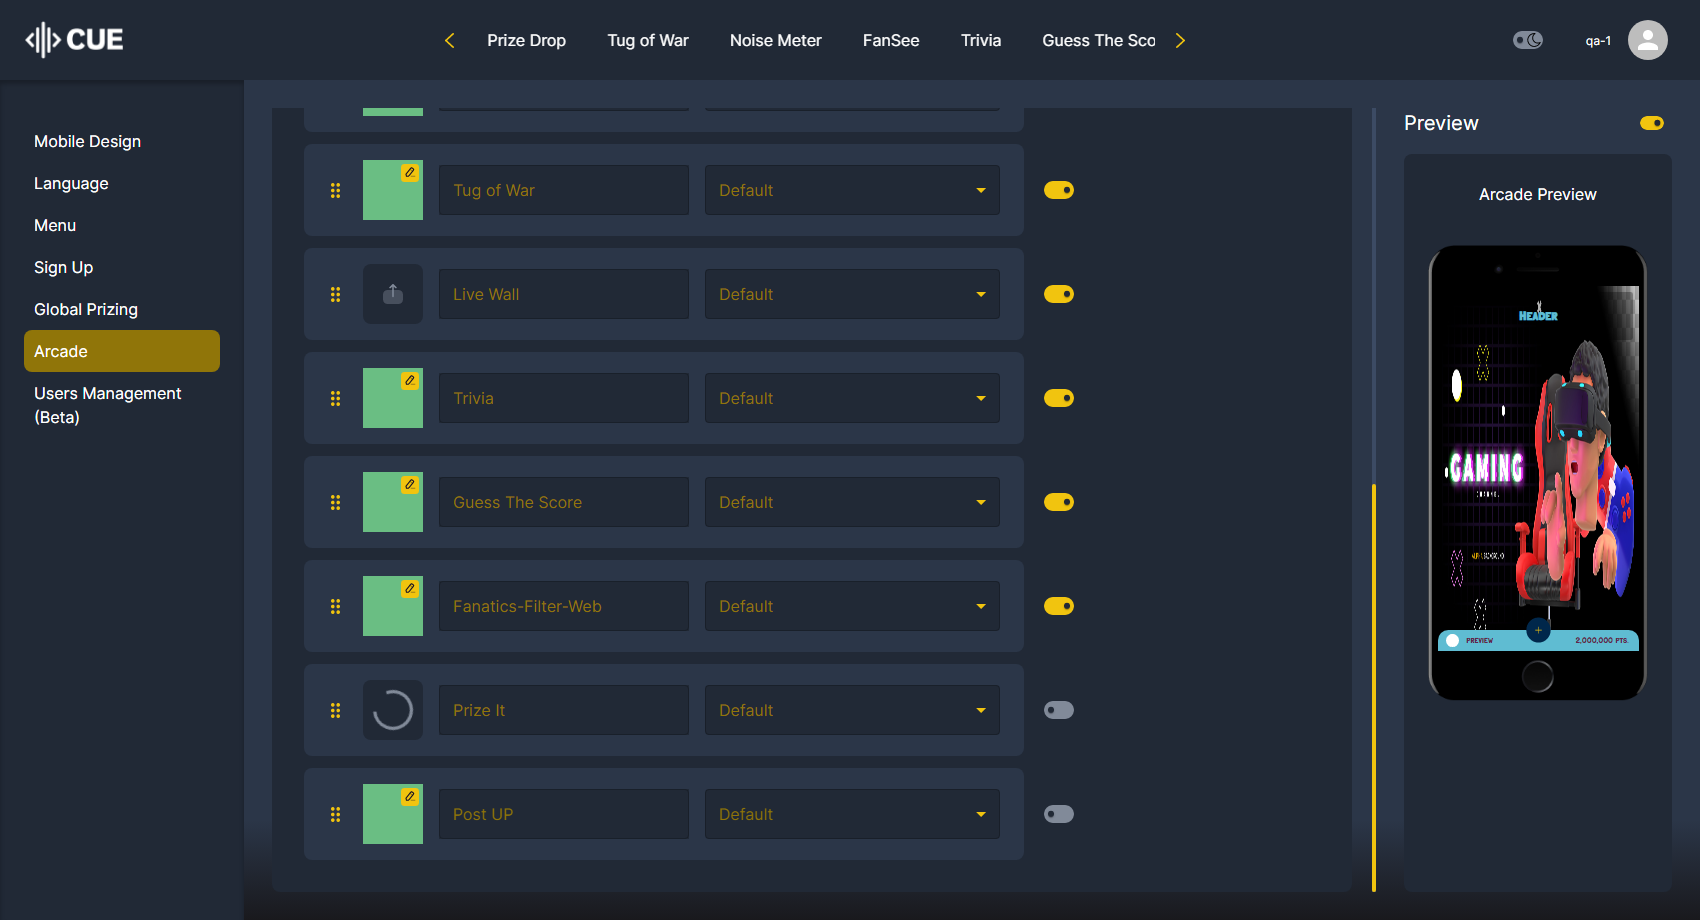 CUE
Prize Drop
Tug of War
Noise Meter
FanSee
Trivia
Guess The Sco
qa-1
Mobile Design
Language
Menu
Sign Up
Global Prizing
Arcade
Users Management
(Beta)
Tug of War
Default
Live Wall
Default
Trivia
Default
Guess The Score
Default
Fanatics-Filter-Web
Default
Prize It
Default
Post UP
Default
Preview
Arcade Preview
HEADER
GAMING
PREVIEW
+
2,000,000 PTS.